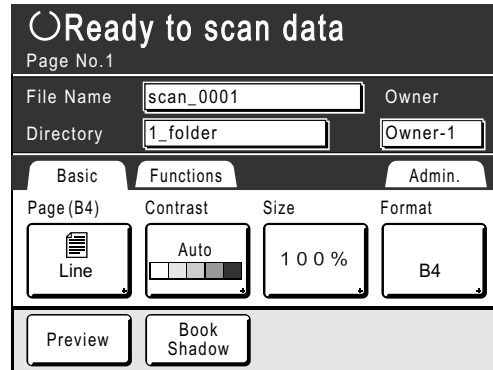 Ready to scan data
Page No.1
File Name scan_0001 Owner
Directory 1_folder Owner-1
Basic Functions Admin.
Page (B4) Contrast Size Format
Line Auto 100% B4
Preview Book Shadow